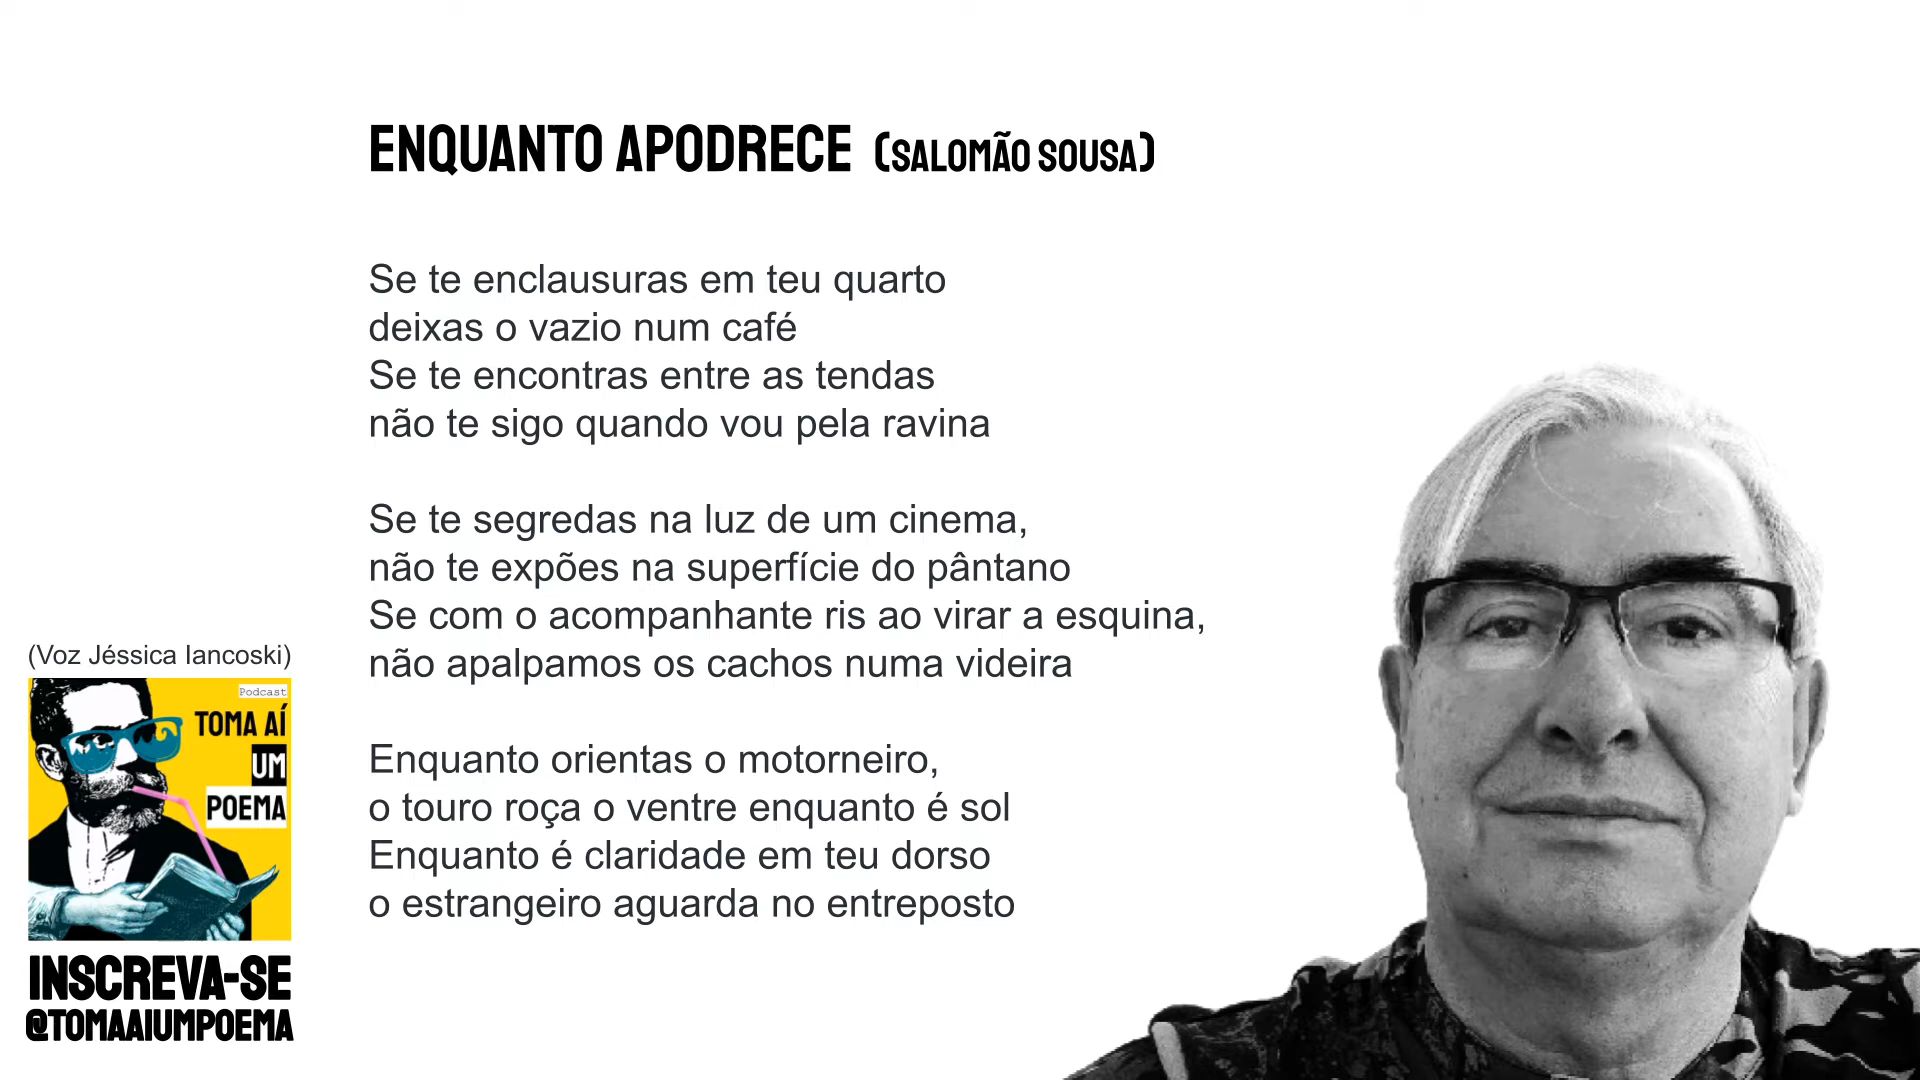 ENQUANTO APODRECE (SALOMÃO SOUSA)
Se te enclausuras em teu quarto
deixas o vazio num café
Se te encontras entre as tendas
não te sigo quando vou pela ravina
Se te segredas na luz de um cinema,
não te expões na superfície do pântano
Se com o acompanhante ris ao virar a esquina,
não apalpamos os cachos numa videira
Enquanto orientas o motorneiro,
o touro roça o ventre enquanto é sol
Enquanto é claridade em teu dorso
o estrangeiro aguarda no entreposto
(Voz Jéssica Iancoski)
Podcast
TOMA AÍ
UM
POEMA
INSCREVA-SE
@TOMAAIUMPOEMA